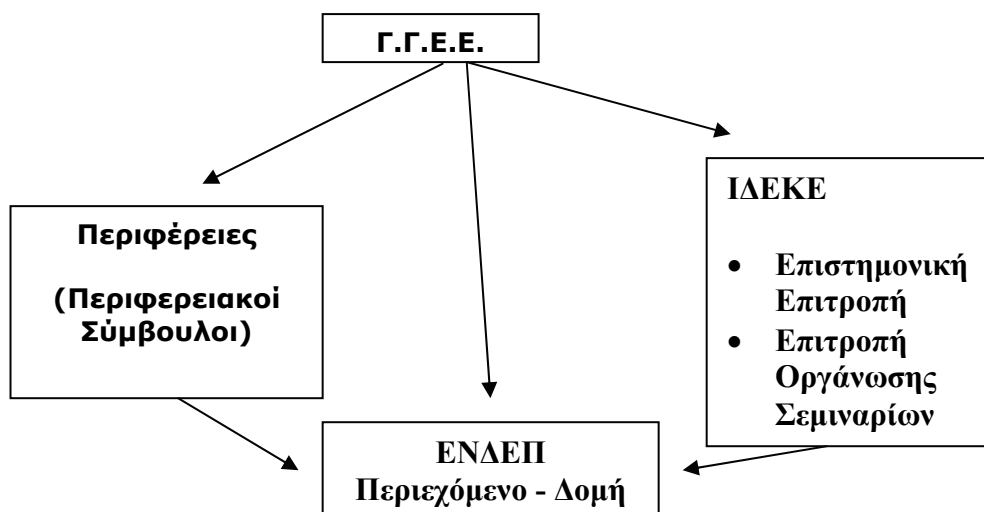 Γ.Γ.Ε.Ε.
Περιφέρειες
(Περιφερειακοί
Σύμβουλοι)
ΙΔΕΚΕ
• Επιστημονική
Επιτροπή
• Επιτροπή
Οργάνωσης
Σεμιναρίων
ΕΝΔΕΠ
Περιεχόμενο - Δομή